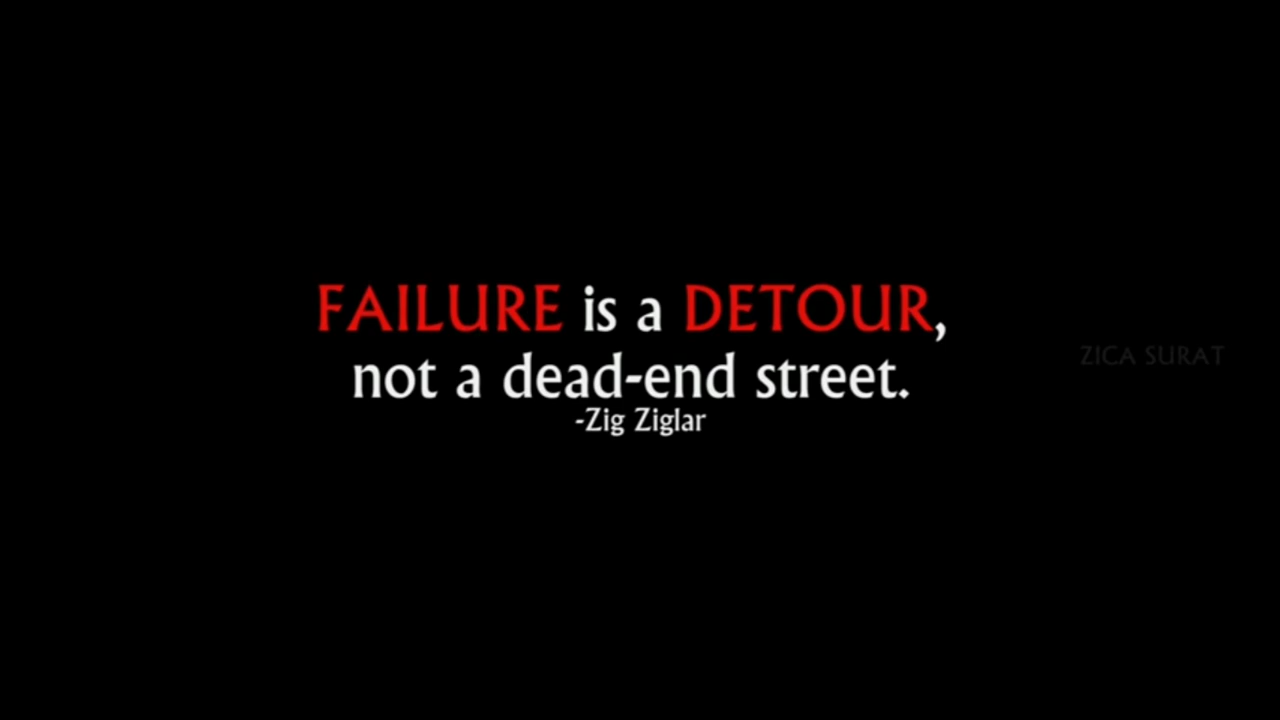 FAILURE is a DETOUR,
not a dead-end street.
-Zig Ziglar
ZICA SURAT